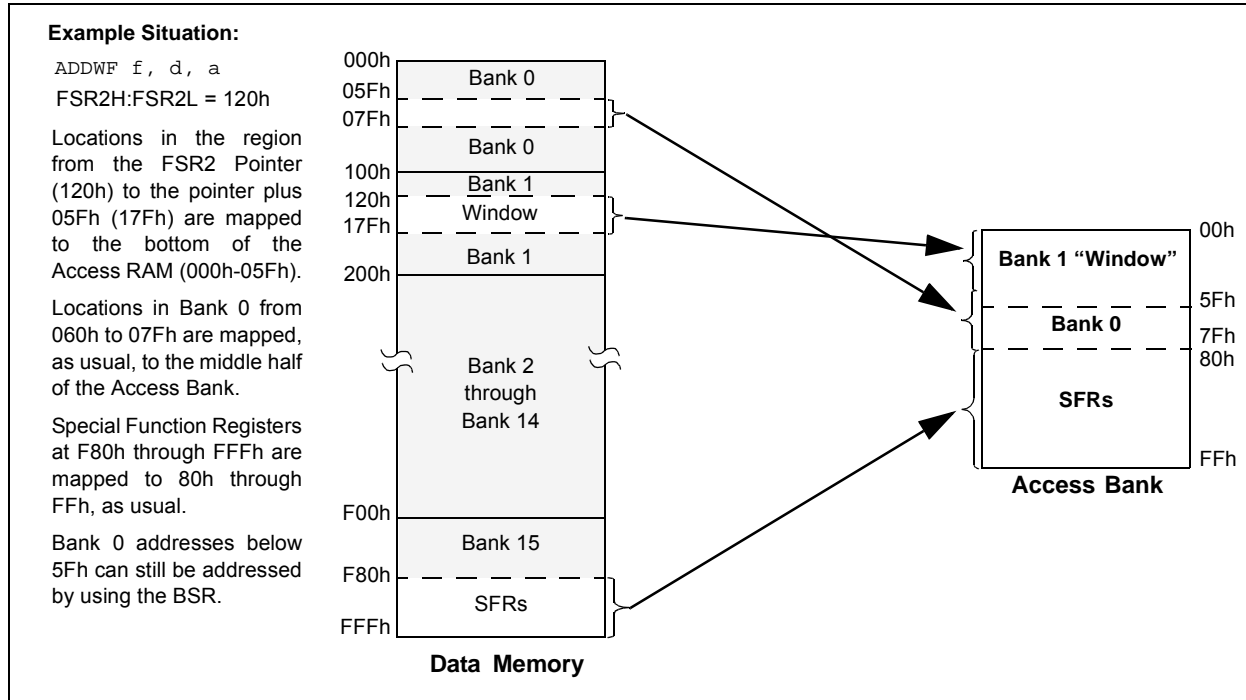 Example Situation:
ADDWF f, d, a
FSR2H:FSR2L = 120h
Locations in the region
from the FSR2 Pointer
(120h) to the pointer plus
05Fh (17Fh) are mapped
to the bottom of the
Access RAM (000h-05Fh).
Locations in Bank 0 from
060h to 07Fh are mapped,
as usual, to the middle half
of the Access Bank.
Special Function Registers
at F80h through FFFh are
mapped to 80h through
FFh, as usual.
Bank 0 addresses below
5Fh can still be addressed
by using the BSR.
000h
Bank 0
05Fh
07Fh
Bank 0
100h
Bank 1
120h
Window
17Fh
Bank 1
200h
Bank 2
through
Bank 14
F00h
Bank 15
F80h
SFRs
FFFh
Data Memory
00h
Bank 1 “Window”
5Fh
Bank 0
7Fh
80h
SFRs
FFh
Access Bank